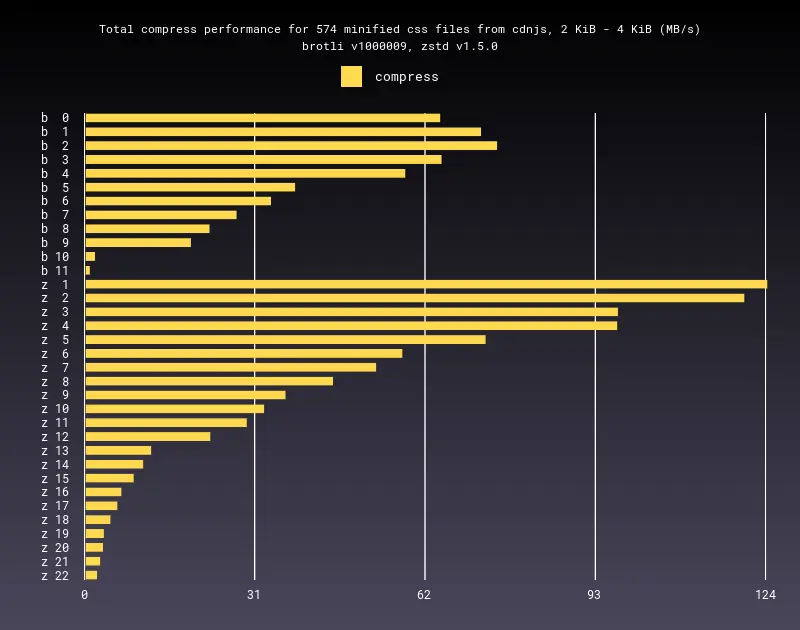 Total compress performance for 574 minified css files from cdnjs, 2 KiB - 4 KiB (MB/s)
brotli v1000009, zstd v1.5.0
compress
b 0
b 1
b 2
b 3
b 4
b 5
b 6
b 7
b 8
b 9
b 10
b 11
z 1
z 2
z 3
z 4
z 5
z 6
z 7
z 8
z 9
z 10
z 11
z 12
z 13
z 14
z 15
z 16
z 17
z 18
z 19
z 20
z 21
z 22
0 31 62 93 124